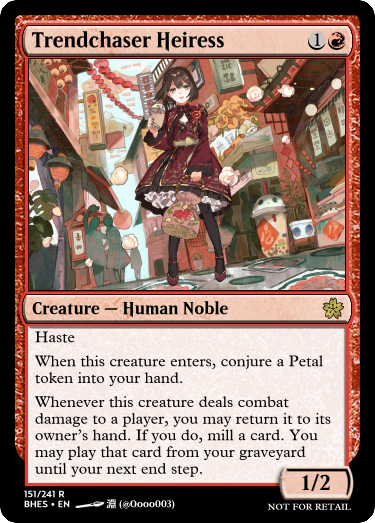 Trendchaser Heiress 1
Creature — Human Noble
Haste
When this creature enters, conjure a Petal
token into your hand.
Whenever this creature deals combat
damage to a player, you may return it to its
owner's hand. If you do, mill a card. You
may play that card from your graveyard
until your next end step.
1/2
151/241 R
BHES • EN 淵 (@Oooo003)
NOT FOR RETAIL